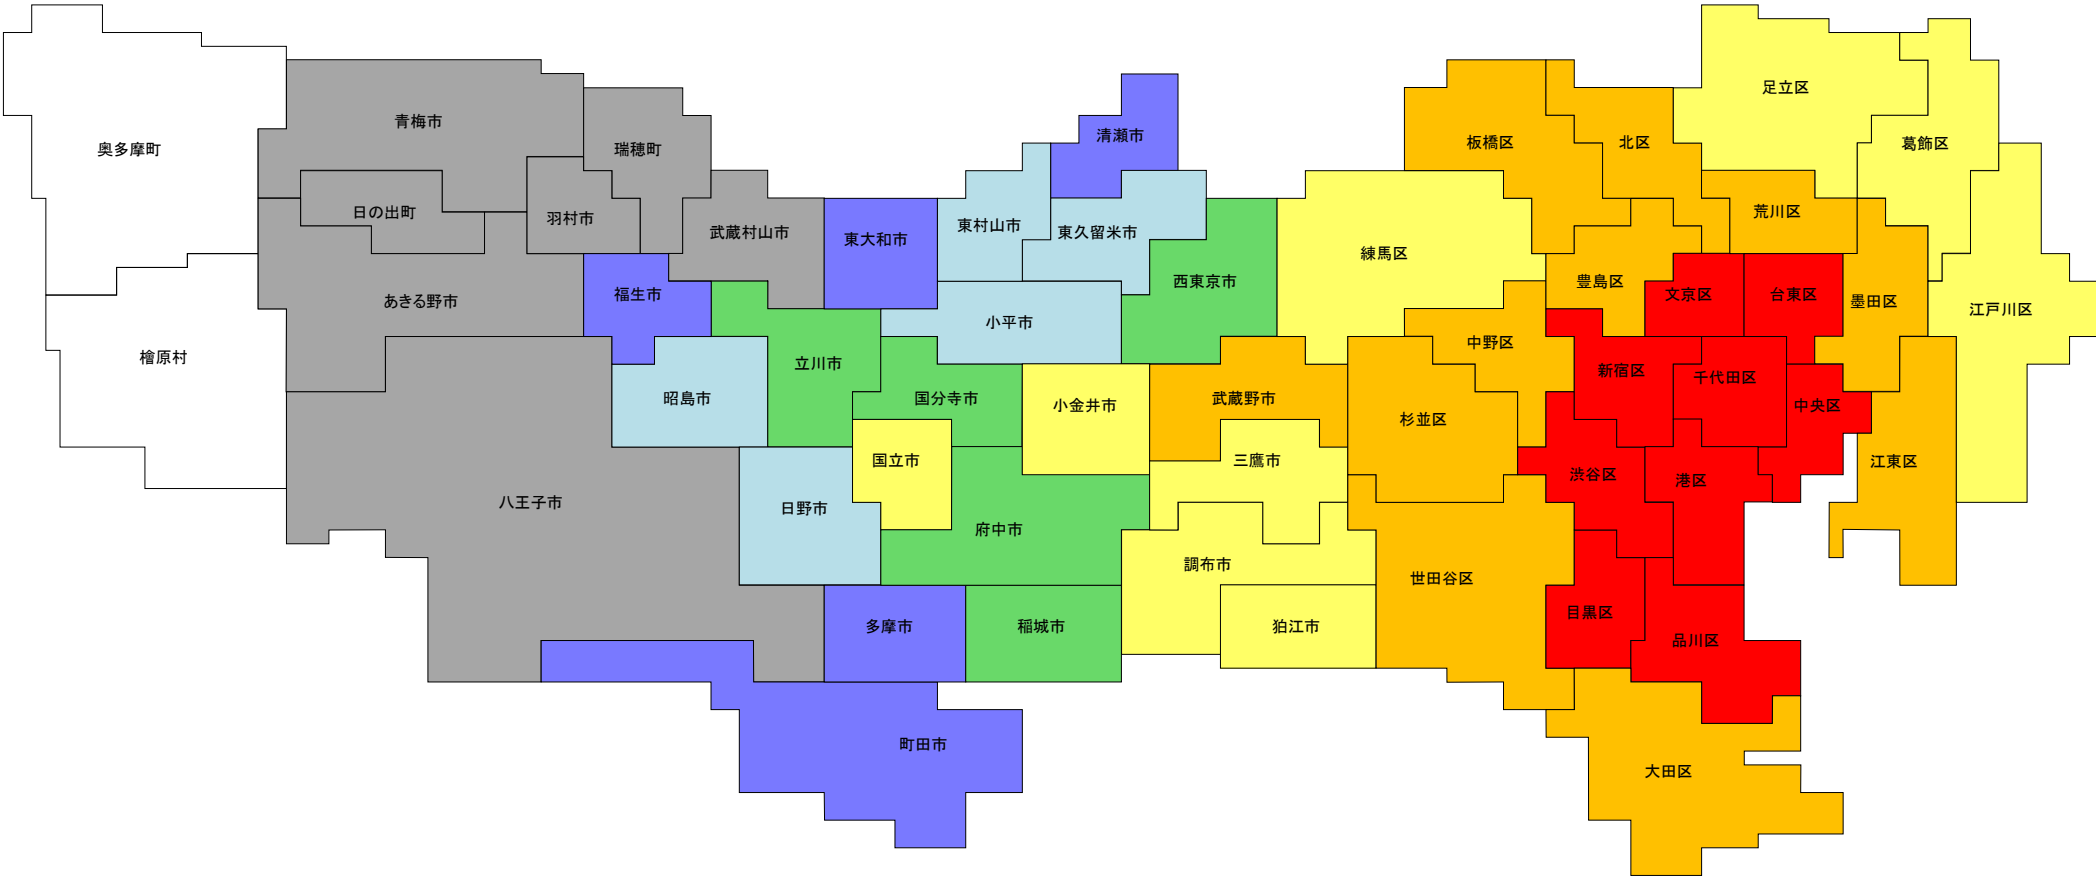 足立区
青梅市
清瀬市
板橋区
北区
葛飾区
奥多摩町
瑞穂町
日の出町
羽村市
荒川区
東村山市
武蔵村山市
東久留米市
東大和市
練馬区
西東京市
豊島区
福生市
文京区
台東区
あきる野市
墨田区
江戸川区
小平市
中野区
檜原村
立川市
新宿区
千代田区
昭島市
国分寺市
小金井市
武蔵野市
中央区
杉並区
国立市
三鷹市
江東区
渋谷区
港区
八王子市
日野市
府中市
調布市
世田谷区
目黒区
多摩市
稲城市
狛江市
品川区
町田市
大田区